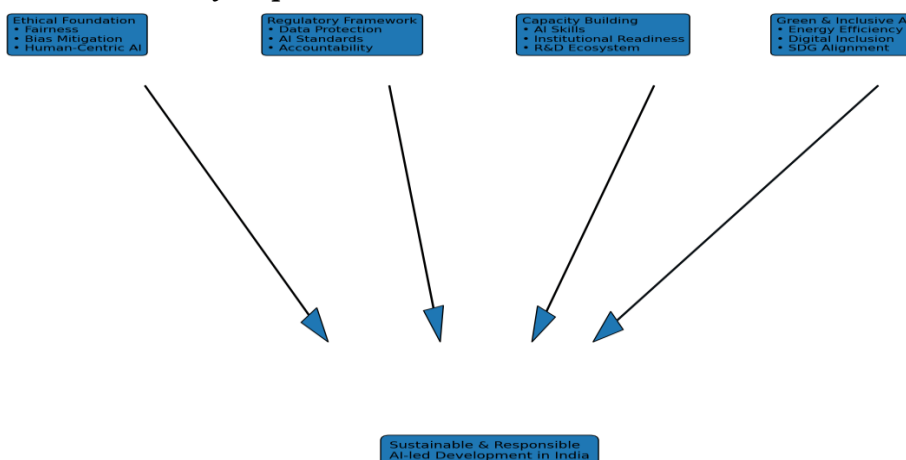 Ethical Foundation
• Fairness
• Bias Mitigation
• Human-Centric AI
Regulatory Framework
• Data Protection
• AI Standards
• Accountability
Capacity Building
• AI Skills
• Institutional Readiness
• R&D Ecosystem
Green & Inclusive A
• Energy Efficiency
• Digital Inclusion
• SDG Alignment
Sustainable & Responsible
AI-led Development in India